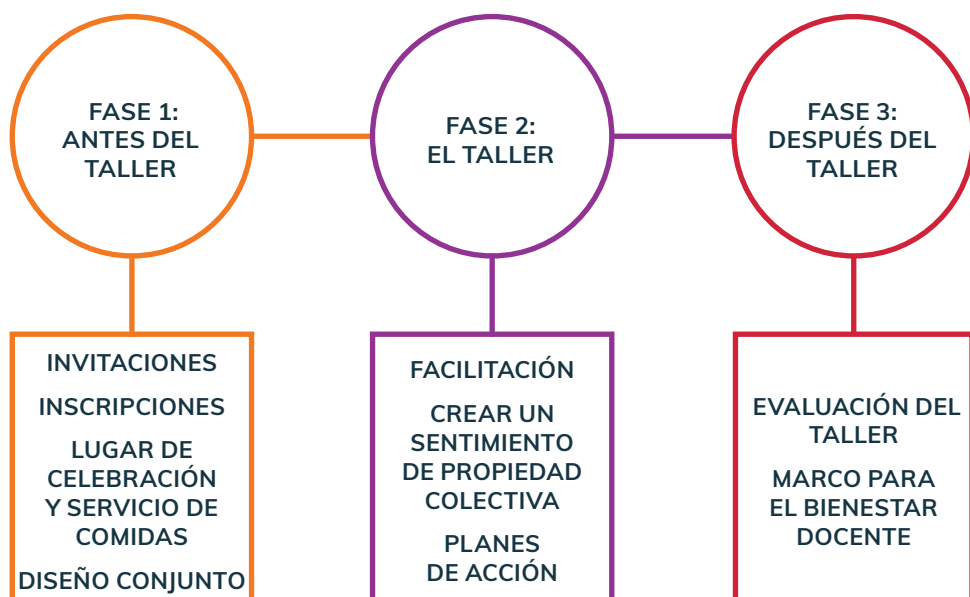 FASE 1:
ANTES DEL
TALLER
FASE 2:
EL TALLER
FASE 3:
DESPUÉS DEL
TALLER
INVITACIONES
INSCRIPCIONES
LUGAR DE
CELEBRACIÓN
Y SERVICIO DE
COMIDAS
DISEÑO CONJUNTO
FACILITACIÓN
CREAR UN
SENTIMIENTO
DE PROPIEDAD
COLECTIVA
PLANES
DE ACCIÓN
EVALUACIÓN DEL
TALLER
MARCO PARA
EL BIENESTAR
DOCENTE